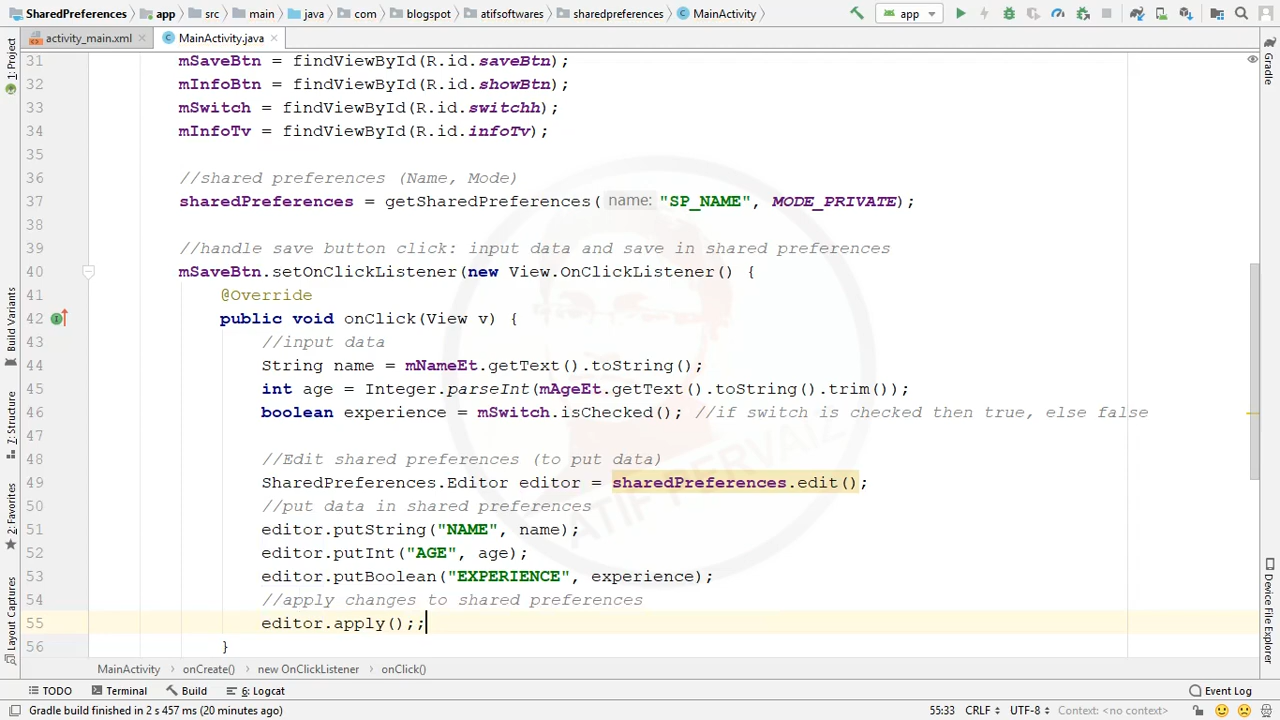 SharedPreferences app src main java com blogspot atifsoftwares sharedpreferences MainActivity app
activity_main.xml MainActivity.java
31 mSaveBtn = findViewById(R.id.saveBtn);
32 mInfoBtn = findViewById(R.id.showBtn);
33 mSwitch = findViewById(R.id.switchh);
34 mInfoTv = findViewById(R.id.infoTv);
35
36 //shared preferences (Name, Mode)
37 sharedPreferences = getSharedPreferences( name: "SP_NAME", MODE_PRIVATE);
38
39 //handle save button click: input data and save in shared preferences
40 mSaveBtn.setOnClickListener(new View.OnClickListener() {
41 @Override
42 public void onClick(View v) {
43 //input data
44 String name = mNameEt.getText().toString();
45 int age = Integer.parseInt(mAgeEt.getText().toString().trim());
46 boolean experience = mSwitch.isChecked(); //if switch is checked then true, else false
47
48 //Edit shared preferences (to put data)
49 SharedPreferences.Editor editor = sharedPreferences.edit();
50 //put data in shared preferences
51 editor.putString("NAME", name);
52 editor.putInt("AGE", age);
53 editor.putBoolean("EXPERIENCE", experience);
54 //apply changes to shared preferences
55 editor.apply();;
56 }
MainActivity onCreate() new OnClickListener onClick()
TODO Terminal Build 6: Logcat Event Log
Gradle build finished in 2 s 457 ms (20 minutes ago) 55:33 CRLF UTF-8 Context: <no context>
1: Project
Build Variants
Z: Structure
2: Favorites
Layout Captures
Gradle
Device File Explorer
ATIF PERVAIZ